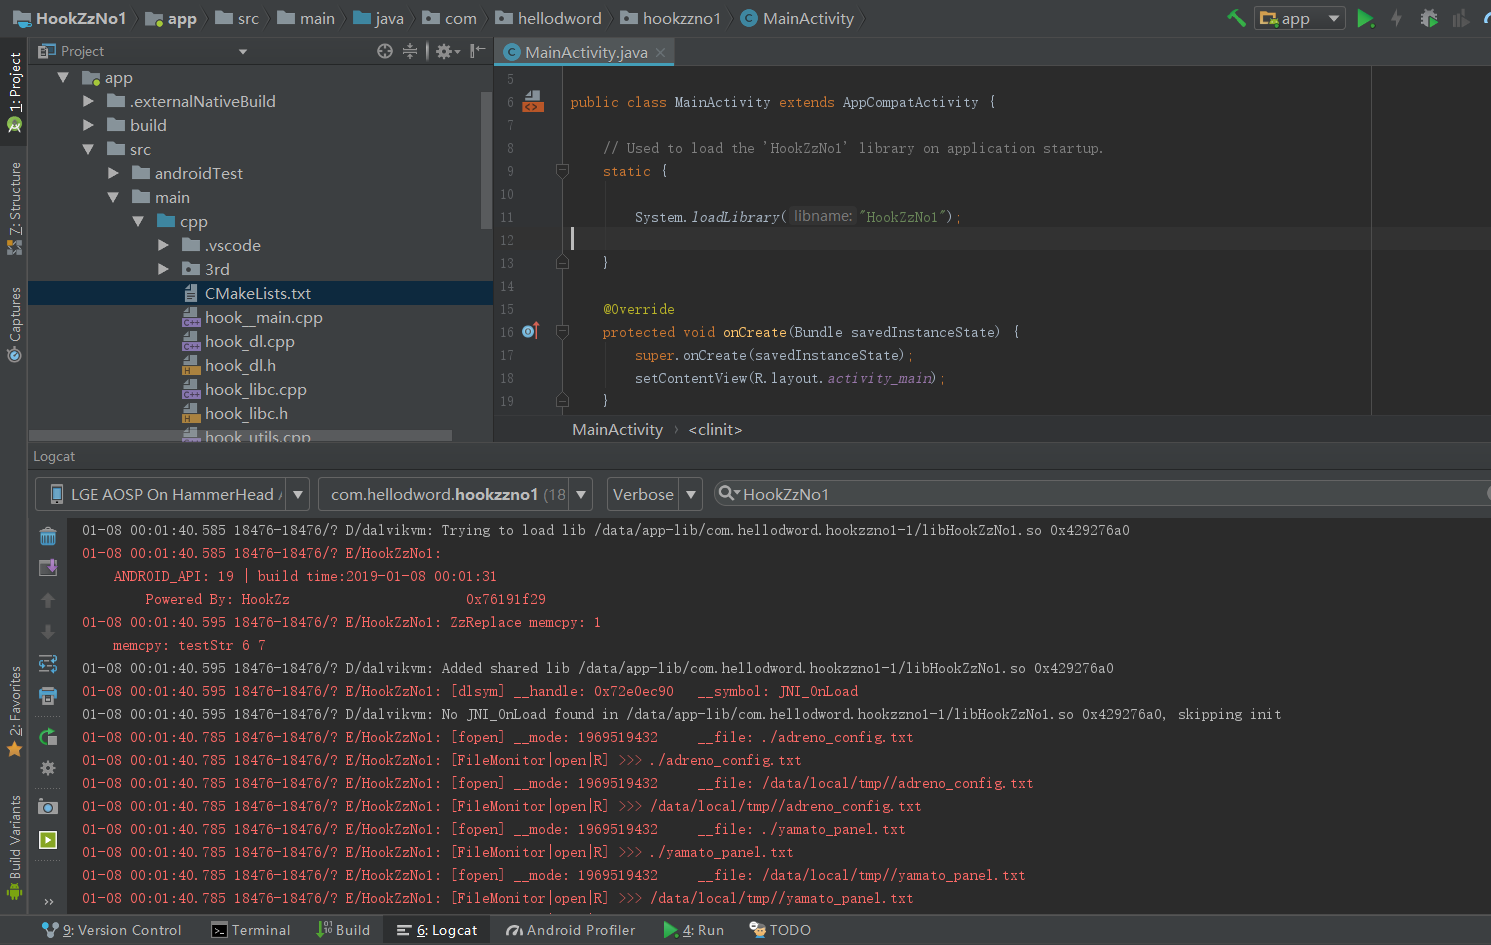 HookZzNo1 app src main java com hellodword hookzzno1 MainActivity app
1: Project
Z: Structure
Captures
2: Favorites
Build Variants
Project
app
.externalNativeBuild
build
src
androidTest
main
cpp
.vscode
3rd
CMakeLists.txt
hook__main.cpp
hook_dl.cpp
hook_dl.h
hook_libc.cpp
hook_libc.h
hook_utils.cpp
MainActivity.java
5
6 public class MainActivity extends AppCompatActivity {
7
8 // Used to load the 'HookZzNo1' library on application startup.
9 static {
10
11 System.loadLibrary( libname: "HookZzNo1");
12
13 }
14
15 @Override
16 protected void onCreate(Bundle savedInstanceState) {
17 super.onCreate(savedInstanceState);
18 setContentView(R.layout.activity_main);
19 }
MainActivity › <clinit>
Logcat
LGE AOSP On HammerHead com.hellodword.hookzzno1 (18 Verbose HookZzNo1
01-08 00:01:40.585 18476-18476/? D/dalvikvm: Trying to load lib /data/app-lib/com.hellodword.hookzzno1-1/libHookZzNo1.so 0x429276a0
01-08 00:01:40.585 18476-18476/? E/HookZzNo1:
ANDROID_API: 19 | build time:2019-01-08 00:01:31
Powered By: HookZz 0x76191f29
01-08 00:01:40.595 18476-18476/? E/HookZzNo1: ZzReplace memcpy: 1
memcpy: testStr 6 7
01-08 00:01:40.595 18476-18476/? D/dalvikvm: Added shared lib /data/app-lib/com.hellodword.hookzzno1-1/libHookZzNo1.so 0x429276a0
01-08 00:01:40.595 18476-18476/? E/HookZzNo1: [dlsym] __handle: 0x72e0ec90 __symbol: JNI_OnLoad
01-08 00:01:40.595 18476-18476/? D/dalvikvm: No JNI_OnLoad found in /data/app-lib/com.hellodword.hookzzno1-1/libHookZzNo1.so 0x429276a0, skipping init
01-08 00:01:40.785 18476-18476/? E/HookZzNo1: [fopen] __mode: 1969519432 __file: ./adreno_config.txt
01-08 00:01:40.785 18476-18476/? E/HookZzNo1: [FileMonitor|open|R] >>> ./adreno_config.txt
01-08 00:01:40.785 18476-18476/? E/HookZzNo1: [fopen] __mode: 1969519432 __file: /data/local/tmp//adreno_config.txt
01-08 00:01:40.785 18476-18476/? E/HookZzNo1: [FileMonitor|open|R] >>> /data/local/tmp//adreno_config.txt
01-08 00:01:40.785 18476-18476/? E/HookZzNo1: [fopen] __mode: 1969519432 __file: ./yamato_panel.txt
01-08 00:01:40.785 18476-18476/? E/HookZzNo1: [FileMonitor|open|R] >>> ./yamato_panel.txt
01-08 00:01:40.785 18476-18476/? E/HookZzNo1: [fopen] __mode: 1969519432 __file: /data/local/tmp//yamato_panel.txt
01-08 00:01:40.785 18476-18476/? E/HookZzNo1: [FileMonitor|open|R] >>> /data/local/tmp//yamato_panel.txt
9: Version Control Terminal Build 6: Logcat Android Profiler 4: Run TODO